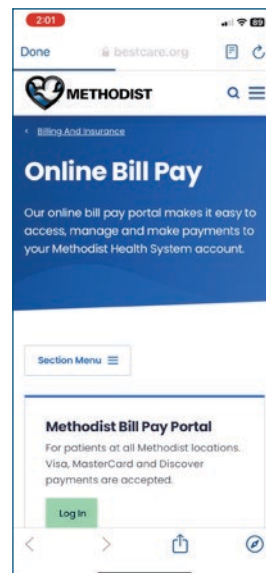 2:01
89
Done
bestcare.org
METHODIST
< Billing And Insurance
Online Bill Pay
Our online bill pay portal makes it easy to
access, manage and make payments to
your Methodist Health System account.
Section Menu
Methodist Bill Pay Portal
For patients at all Methodist locations.
Visa, MasterCard and Discover
payments are accepted.
Log In